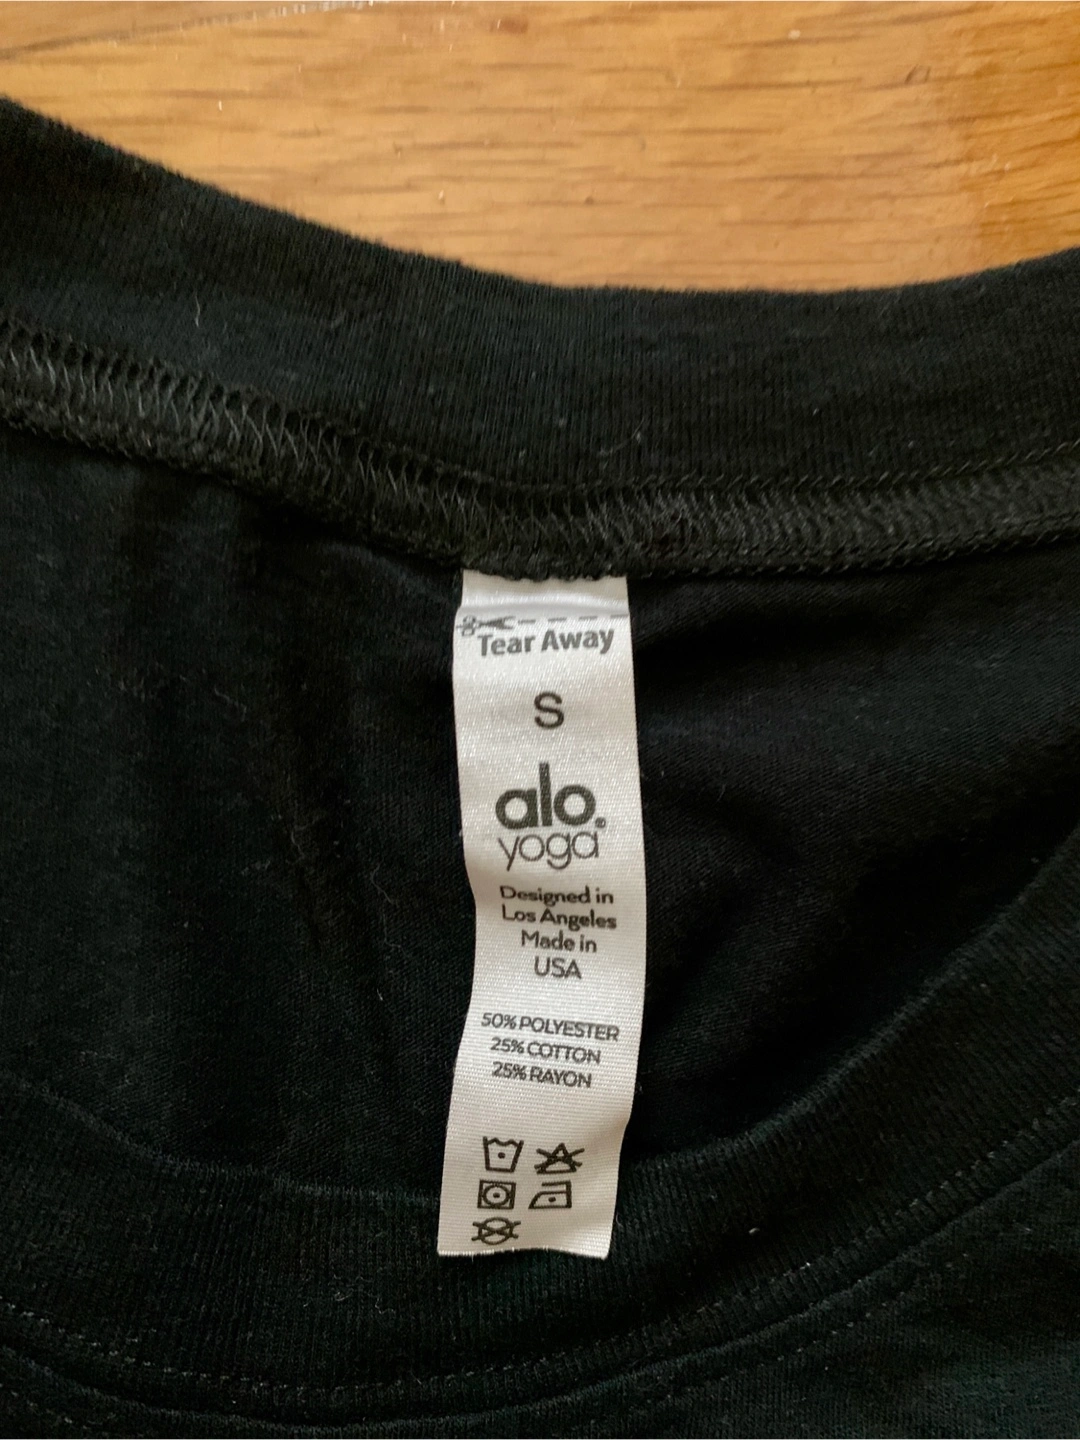 Tear Away
S
alo®
yoga
Designed in
Los Angeles
Made in
USA
50% POLYESTER
25% COTTON
25% RAYON